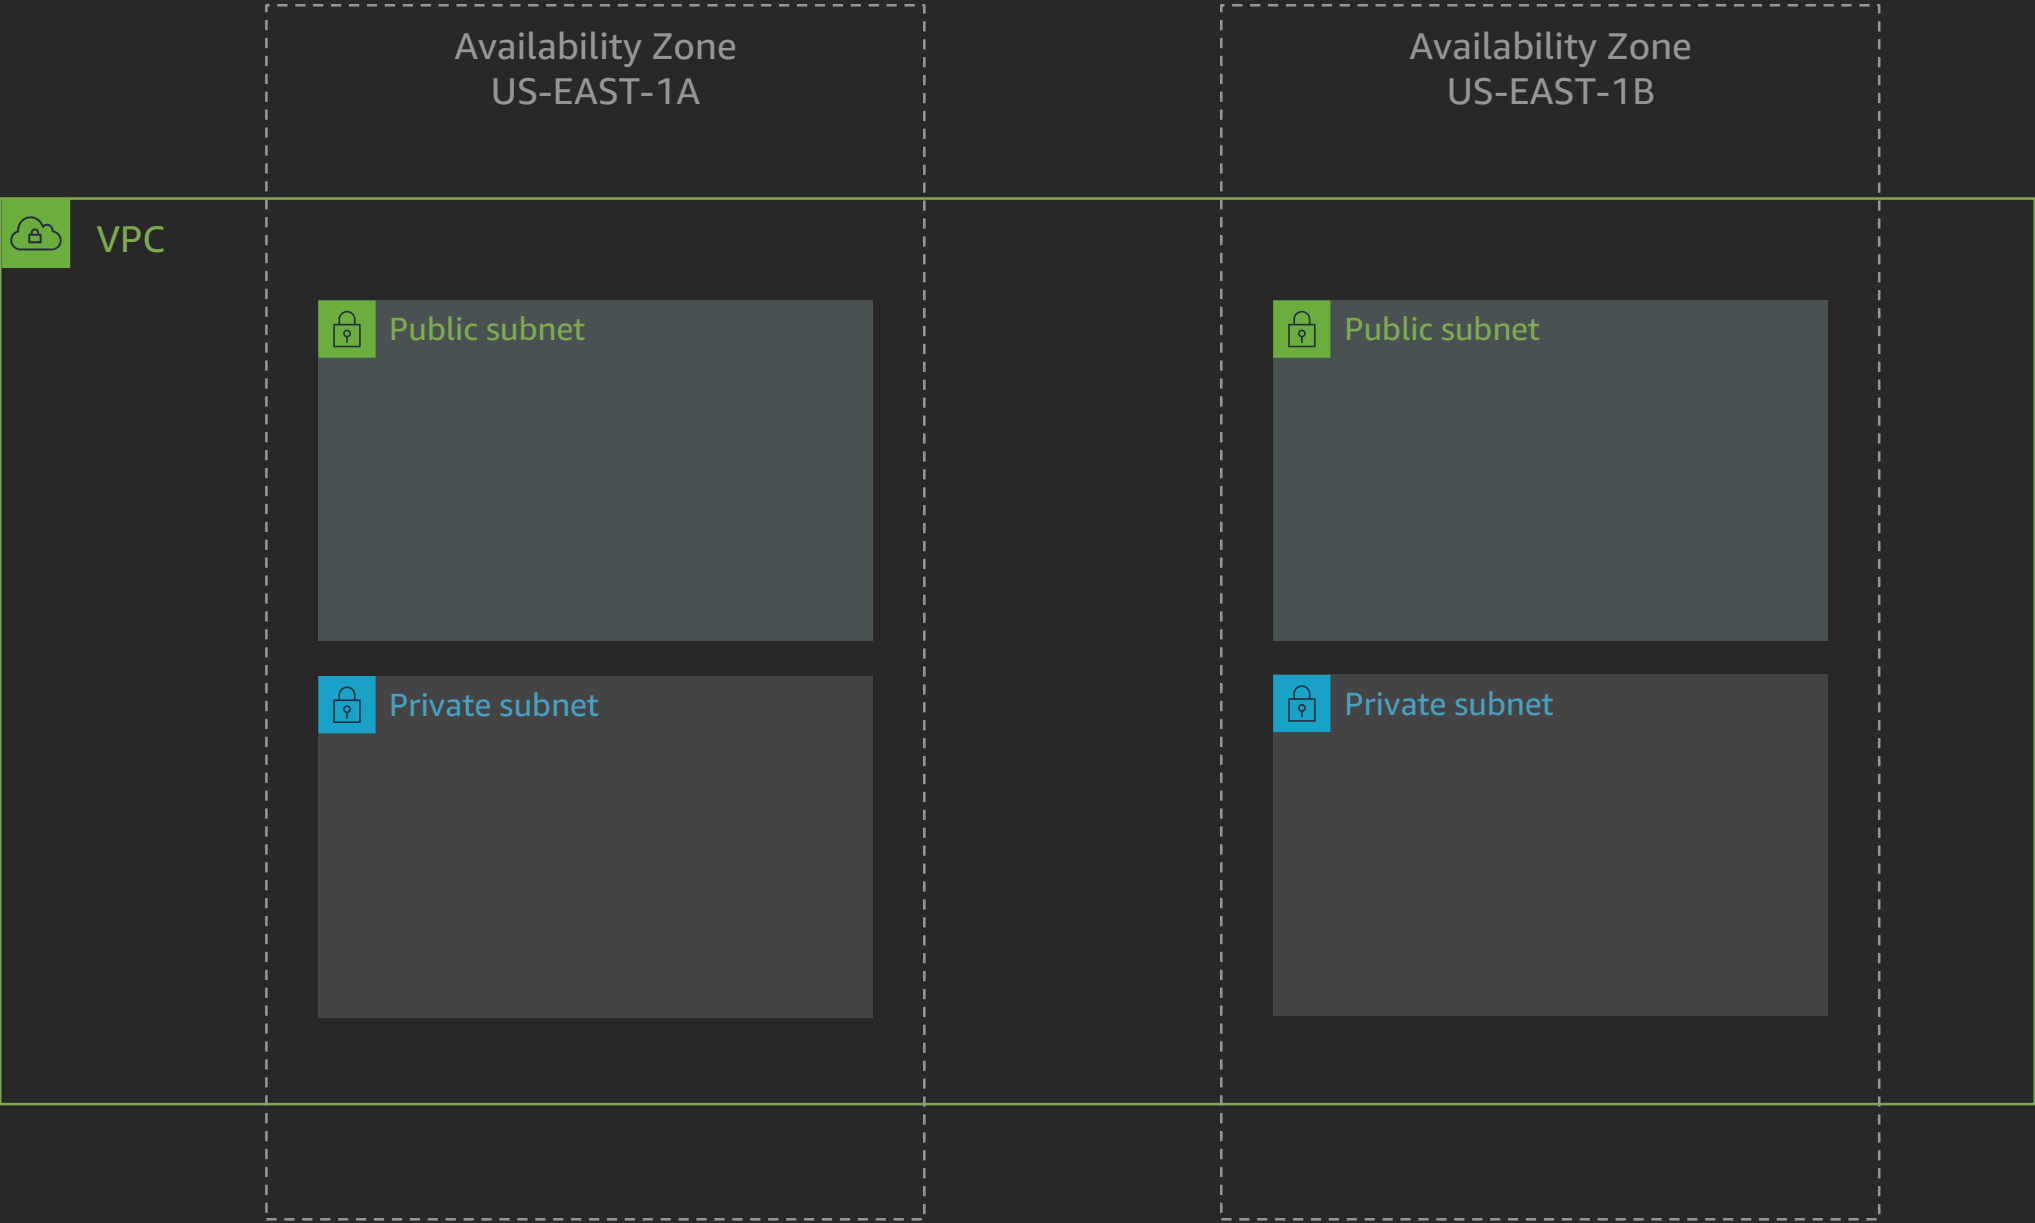 Availability Zone
US-EAST-1A
Availability Zone
US-EAST-1B
VPC
Public subnet
Public subnet
Private subnet
Private subnet